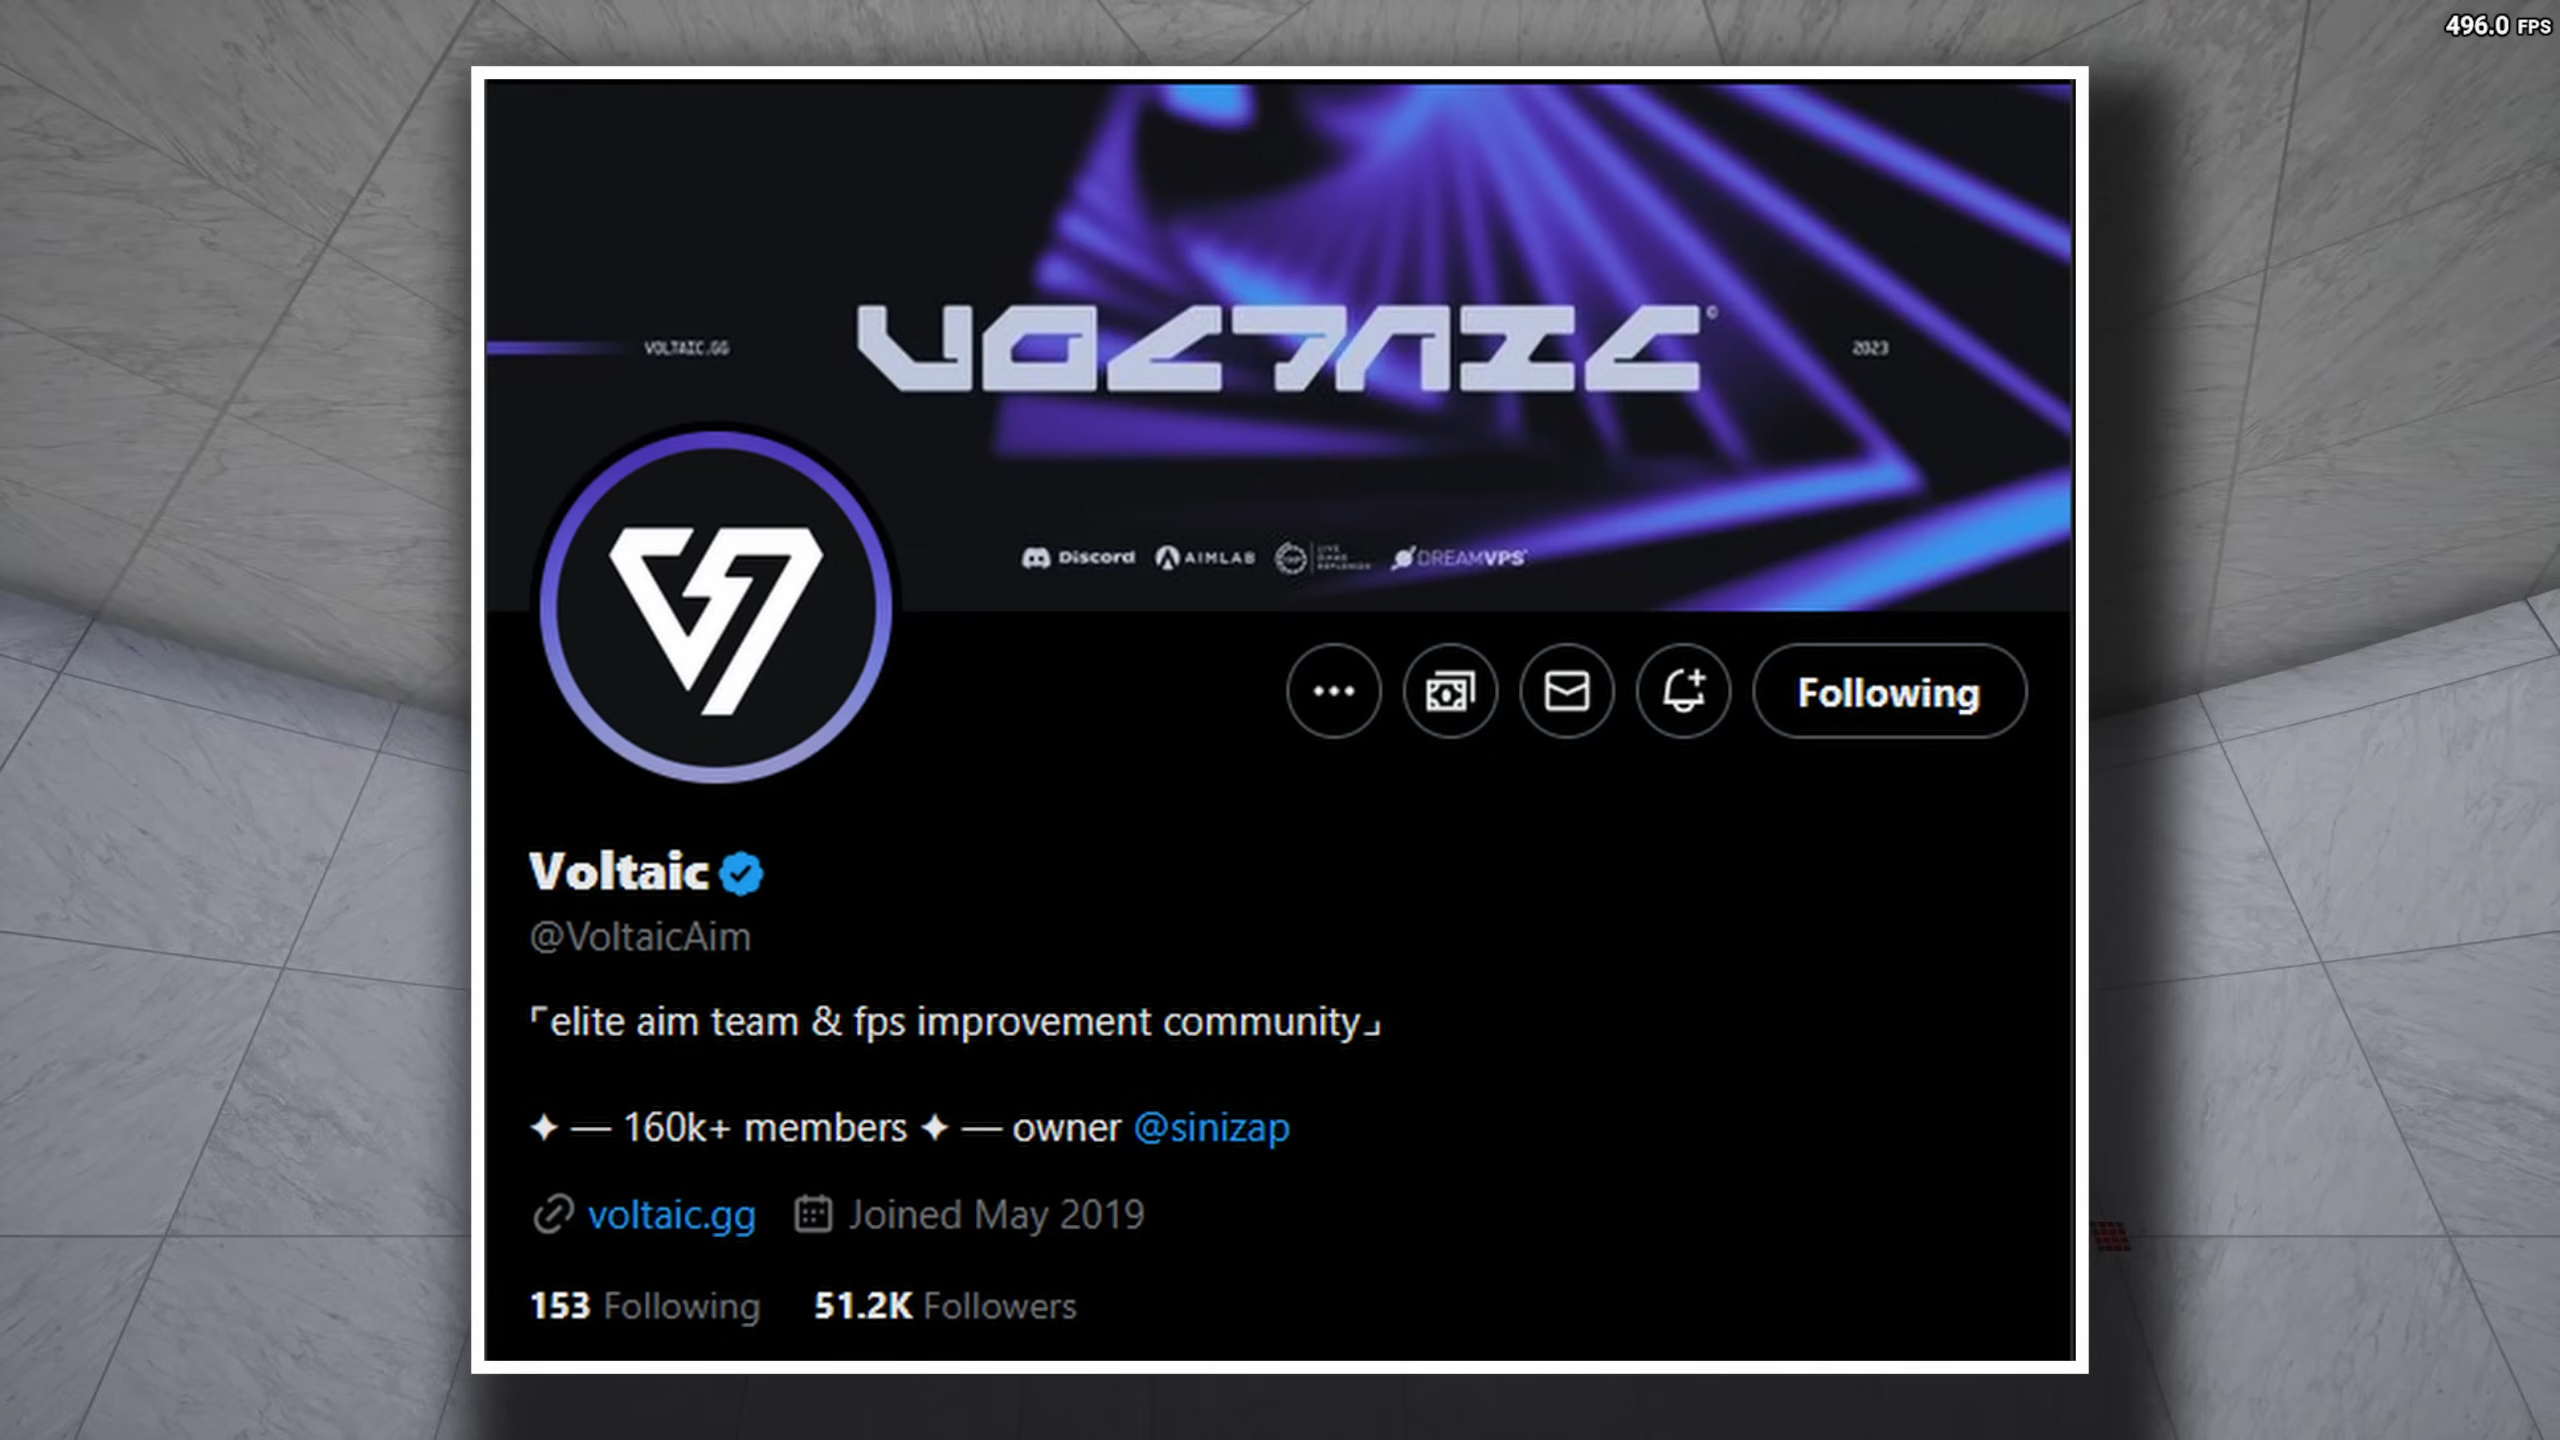 496.0 FPS
VOLTAIC.GG
VOLTAIC©
2023
Discord
AIMLAB
DREAMVPS
Following
Voltaic
@VoltaicAim
「elite aim team & fps improvement community」
✦ — 160k+ members ✦ — owner @sinizap
voltaic.gg Joined May 2019
153 Following 51.2K Followers